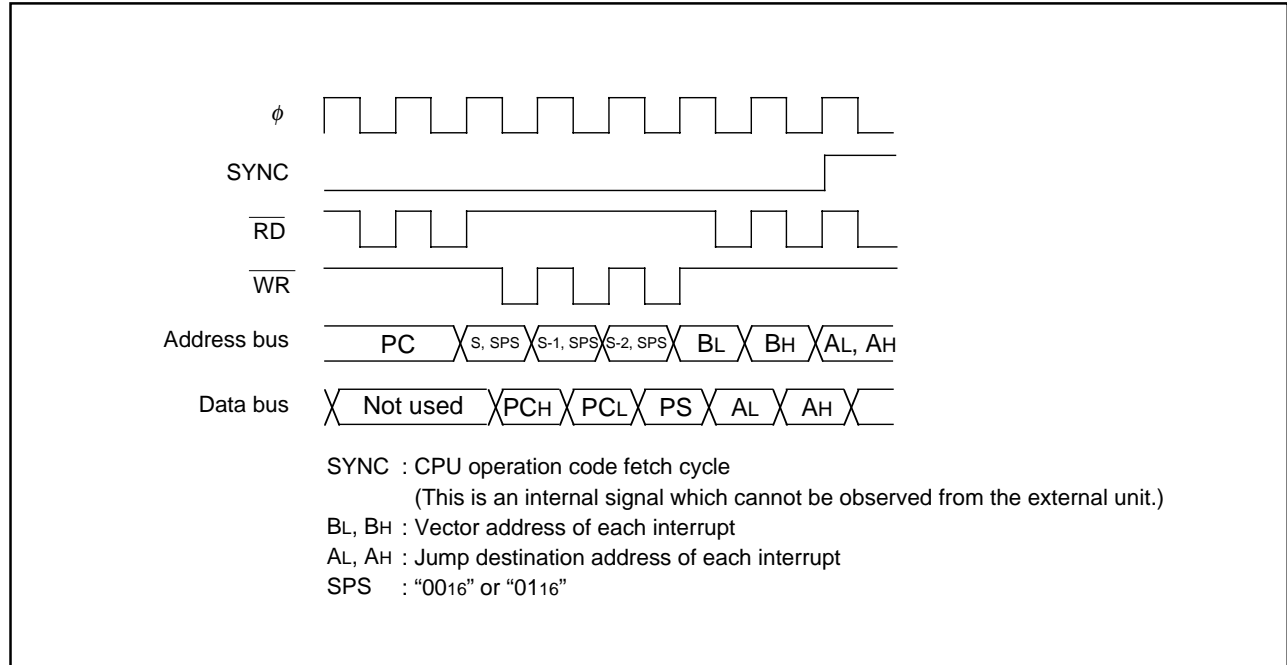 ϕ
SYNC
RD
WR
Address bus PC S, SPS S-1, SPS S-2, SPS BL BH AL, AH
Data bus Not used PCH PCL PS AL AH
SYNC : CPU operation code fetch cycle
(This is an internal signal which cannot be observed from the external unit.)
BL, BH : Vector address of each interrupt
AL, AH : Jump destination address of each interrupt
SPS : “0016” or “0116”